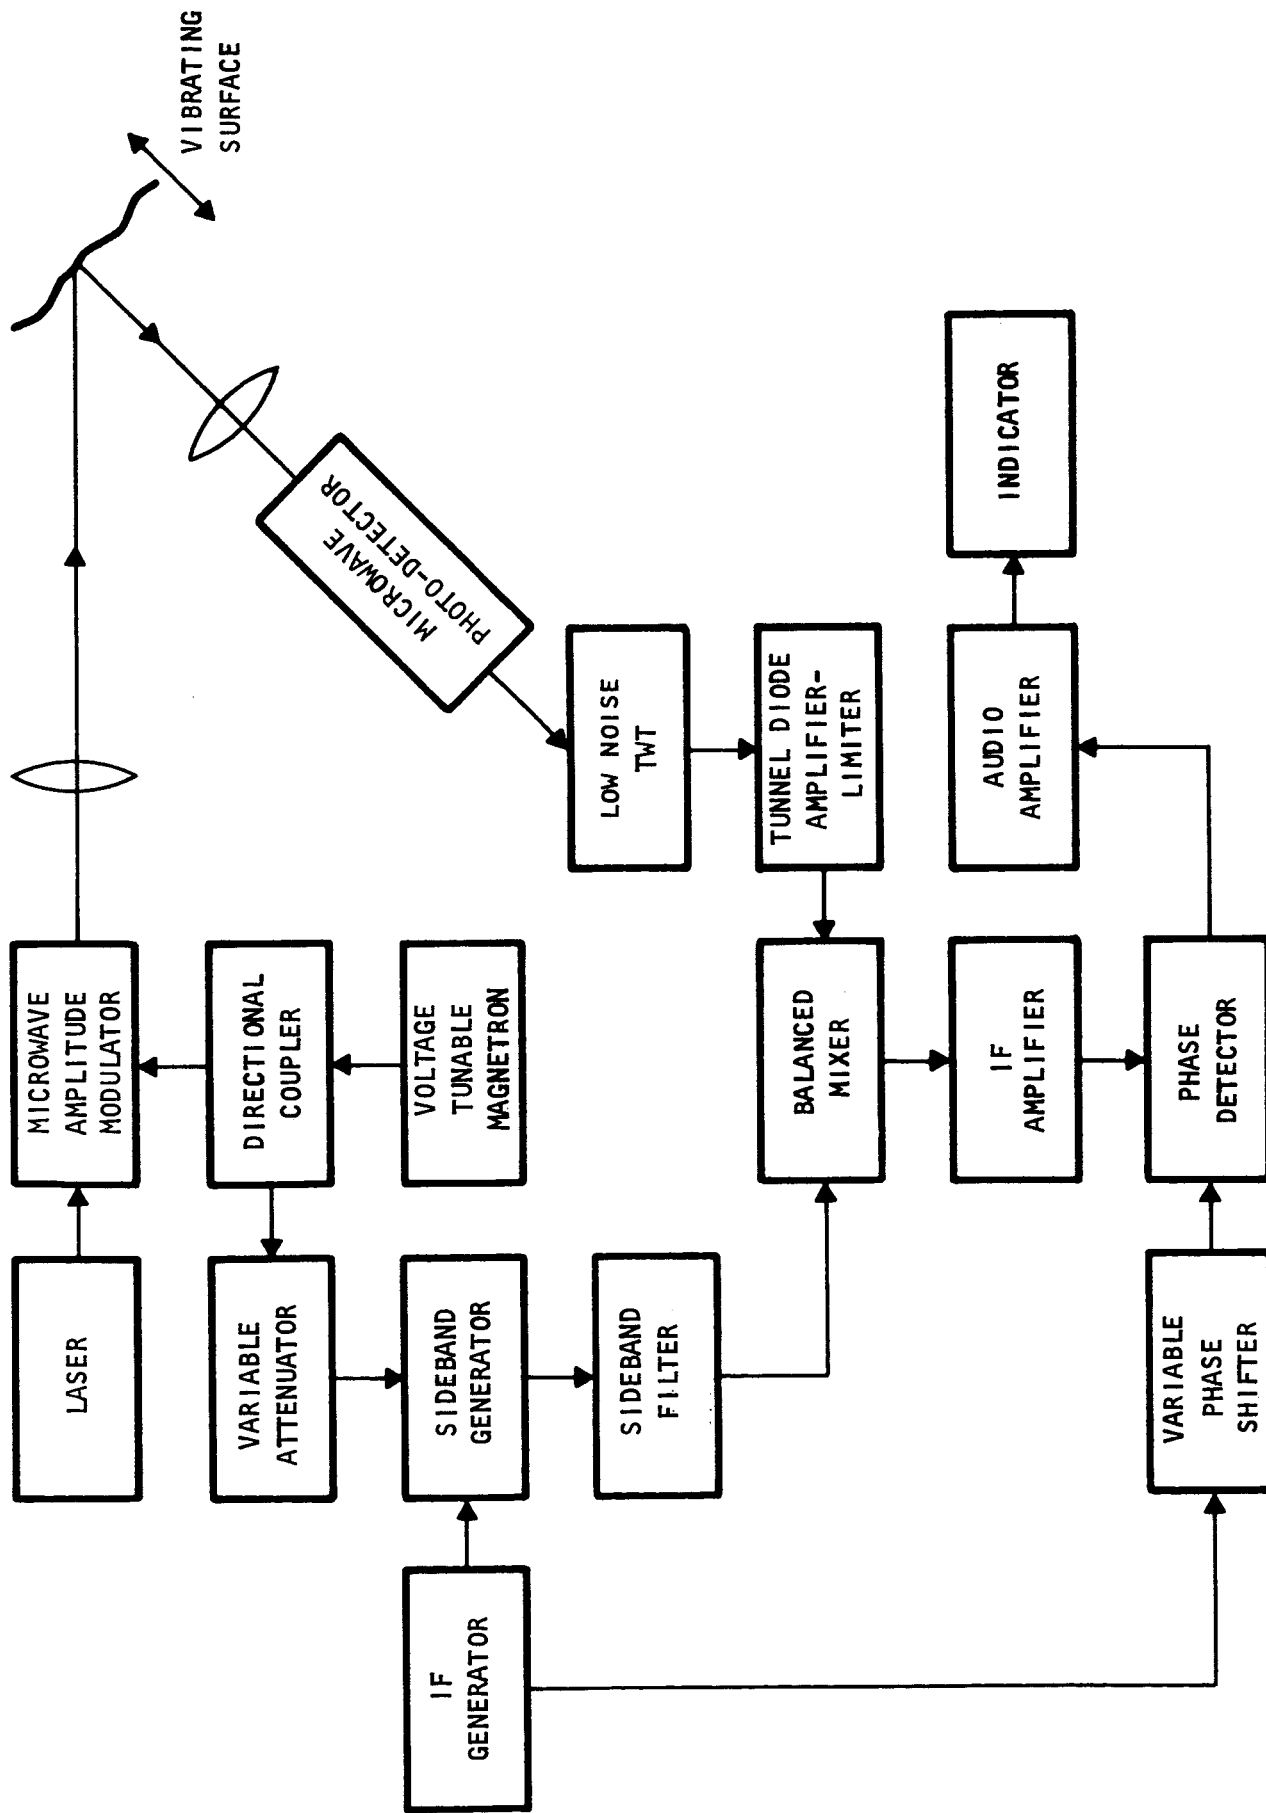 VIBRATING
SURFACE
LASER
MICROWAVE
AMPLITUDE
MODULATOR
VARIABLE
ATTENUATOR
DIRECTIONAL
COUPLER
IF
GENERATOR
SIDEBAND
GENERATOR
VOLTAGE
TUNABLE
MAGNETRON
MICROWAVE
PHOTO-DETECTOR
SIDEBAND
FILTER
LOW NOISE
TWT
BALANCED
MIXER
TUNNEL DIODE
AMPLIFIER-
LIMITER
IF
AMPLIFIER
AUDIO
AMPLIFIER
INDICATOR
VARIABLE
PHASE
SHIFTER
PHASE
DETECTOR